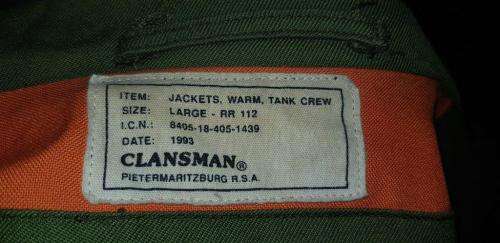 ITEM: JACKETS, WARM, TANK CREW
SIZE: LARGE - RR 112
I.C.N.: 8405-18-405-1439
DATE: 1993
CLANSMAN®
PIETERMARITZBURG R.S.A.